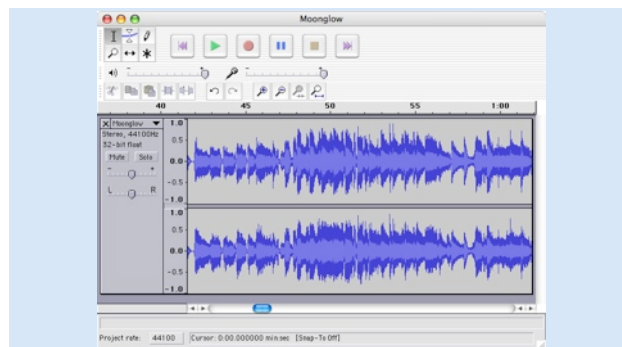 Moonglow
40 45 50 55 1:00
X Moonglow
Stereo, 44100Hz
32-bit float
Mute Solo
- +
L R
1.0
0.5
0.0
-0.5
-1.0
1.0
0.5
0.0
-0.5
-1.0
Project rate: 44100 Cursor: 0:00.000000 min:sec [Snap-To Off]